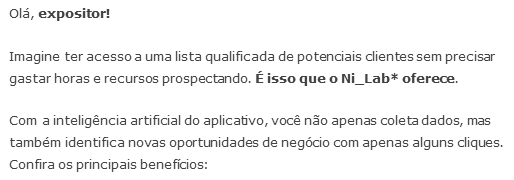 Olá, expositor!
Imagine ter acesso a uma lista qualificada de potenciais clientes sem precisar
gastar horas e recursos prospectando. É isso que o Ni_Lab* oferece.
Com a inteligência artificial do aplicativo, você não apenas coleta dados, mas
também identifica novas oportunidades de negócio com apenas alguns cliques.
Confira os principais benefícios: